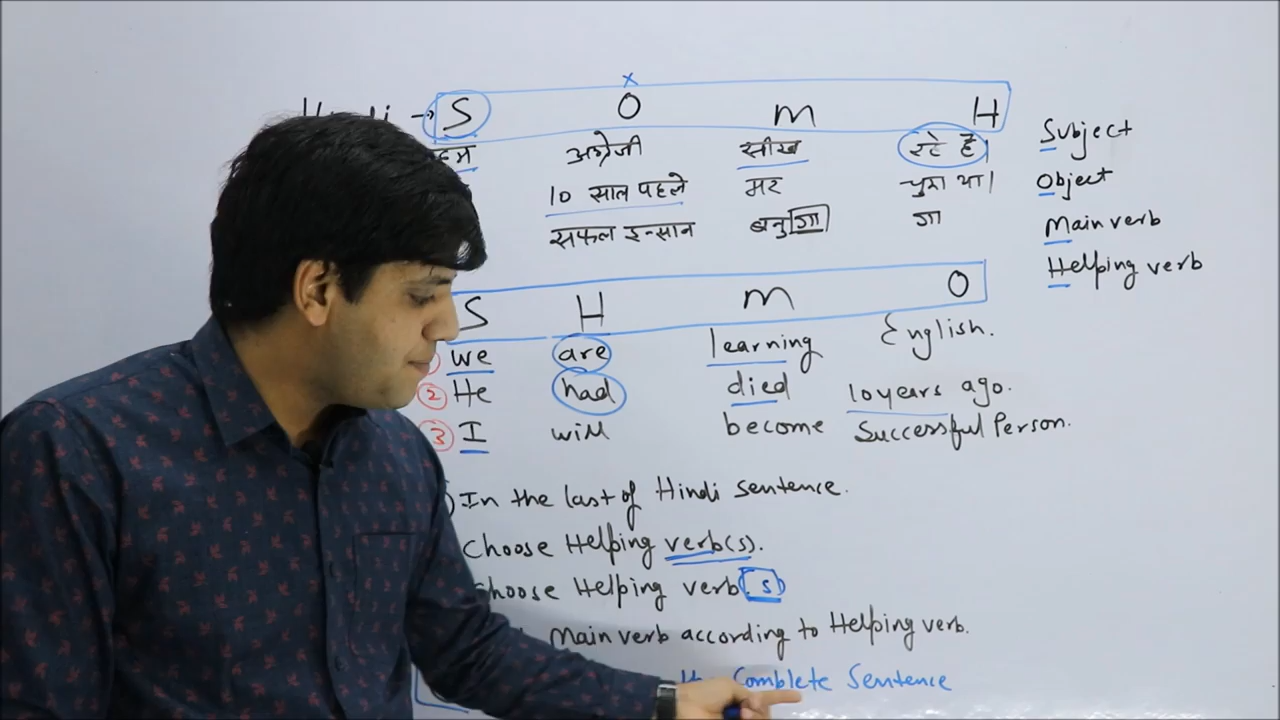 Hindi → S O M H
हम अंग्रेजी सीख रहे हैं।
10 साल पहले मर चुका था।
सफल इन्सान बनुंगा गा
Subject
Object
Main verb
Helping verb
S H M O
we are learning English.
2 He had died 10 years ago.
3 I will become Successful Person.
In the last of Hindi sentence.
Choose Helping verb(s).
Choose Helping verb(s)
Main verb according to Helping verb.
Complete Sentence